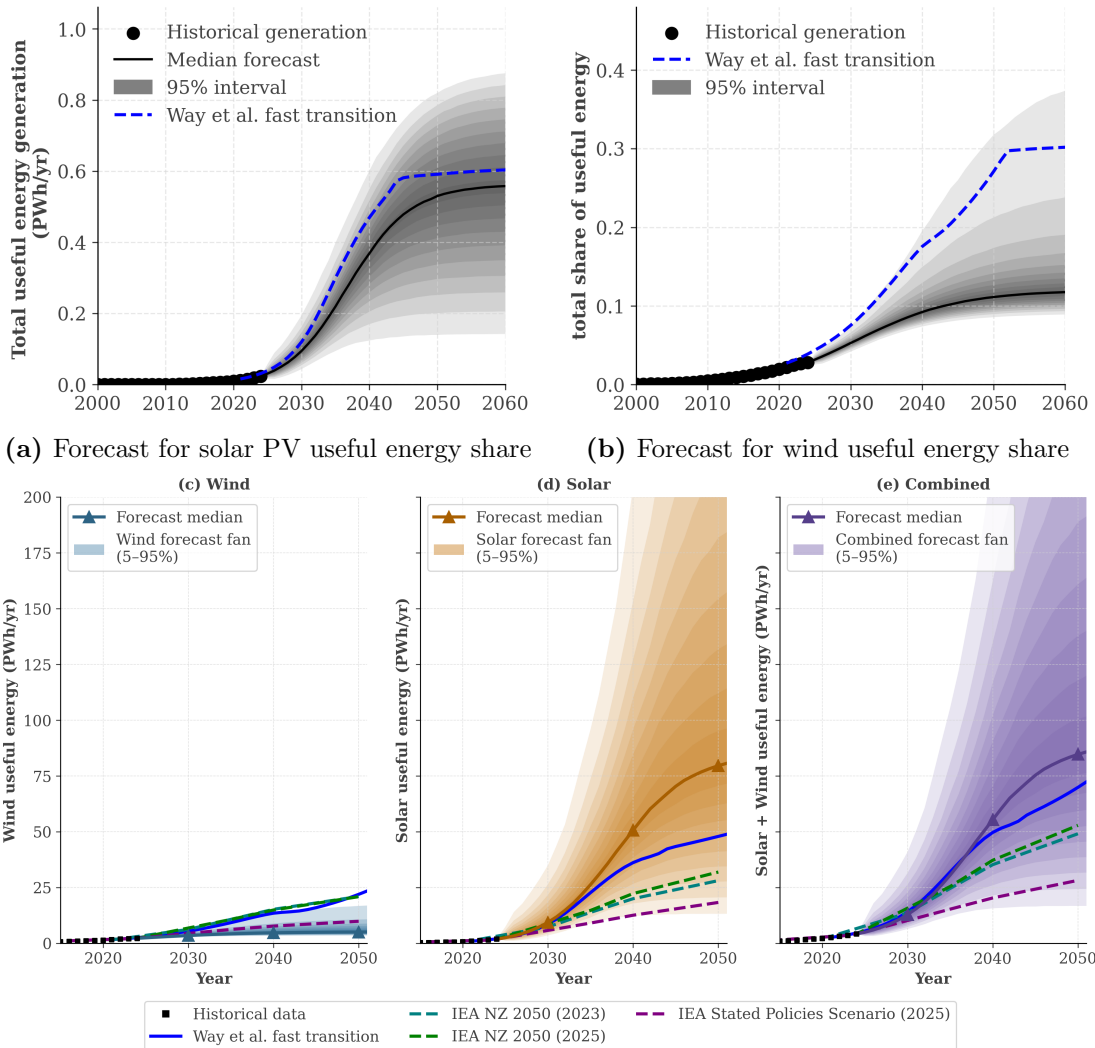 Total useful energy generation
(PWh/yr)
1.0
0.8
0.6
0.4
0.2
0.0
Historical generation
Median forecast
95% interval
Way et al. fast transition
2000 2010 2020 2030 2040 2050 2060
total share of useful energy
0.4
0.3
0.2
0.1
0.0
Historical generation
Way et al. fast transition
95% interval
2000 2010 2020 2030 2040 2050 2060
(a) Forecast for solar PV useful energy share
(b) Forecast for wind useful energy share
(c) Wind
Wind useful energy (PWh/yr)
200
175
150
125
100
75
50
25
0
Forecast median
Wind forecast fan
(5–95%)
2020 2030 2040 2050
Year
(d) Solar
Solar useful energy (PWh/yr)
Forecast median
Solar forecast fan
(5–95%)
2020 2030 2040 2050
Year
(e) Combined
Solar + Wind useful energy (PWh/yr)
Forecast median
Combined forecast fan
(5–95%)
2020 2030 2040 2050
Year
Historical data
Way et al. fast transition
IEA NZ 2050 (2023)
IEA NZ 2050 (2025)
IEA Stated Policies Scenario (2025)